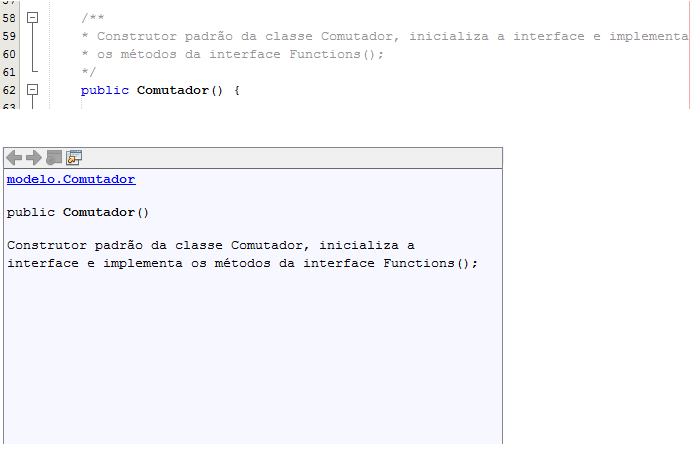 57
58 /**
59 * Construtor padrão da classe Comutador, inicializa a interface e implementa
60 * os métodos da interface Functions();
61 */
62 public Comutador() {
63
modelo.Comutador
public Comutador()
Construtor padrão da classe Comutador, inicializa a
interface e implementa os métodos da interface Functions();